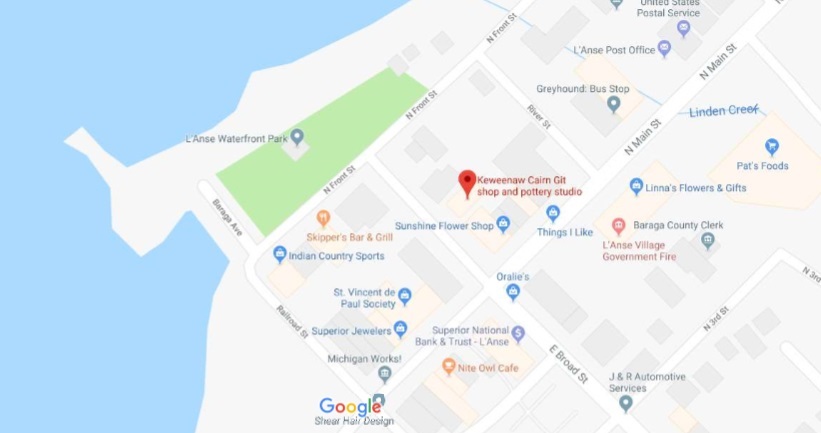 United States
Postal Service
N Front St
L'Anse Post Office
N Main St
Greyhound: Bus Stop
N Front St
River St
Linden Creek
L'Anse Waterfront Park
N Main St
Pat's Foods
N Front St
Keweenaw Cairn Git
shop and pottery studio
Linna's Flowers & Gifts
Baraga Ave
Skipper's Bar & Grill
Sunshine Flower Shop
Things I Like
Baraga County Clerk
L'Anse Village
Government Fire
Indian Country Sports
Oralie's
N 3rd
St. Vincent de
Paul Society
Railroad St
N 3rd St
Superior Jewelers
Superior National
Bank & Trust - L'Anse
Michigan Works!
E Broad St
Nite Owl Cafe
J & R Automotive
Services
Google
Shear Hair Design